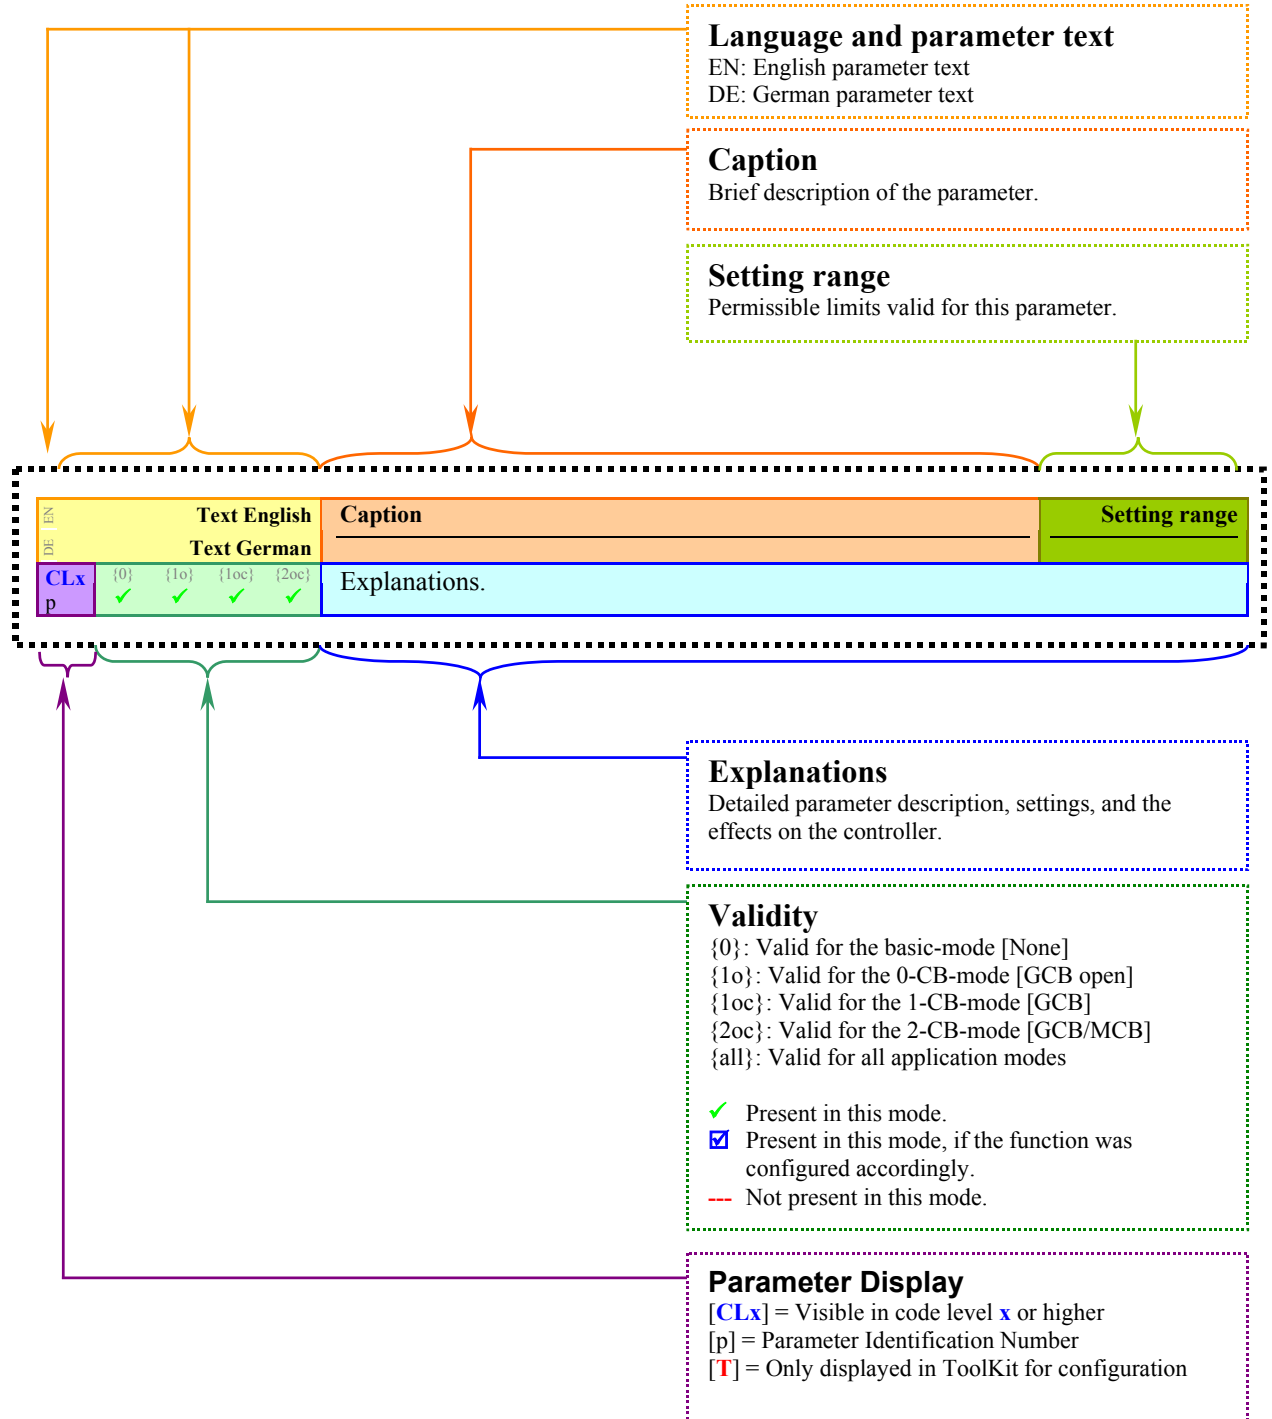 Language and parameter text
EN: English parameter text
DE: German parameter text
Caption
Brief description of the parameter.
Setting range
Permissible limits valid for this parameter.
EN
Text English
Caption
Setting range
DE
Text German
CLx
{0} {1o} {1oc} {2oc}
p ✓ ✓ ✓ ✓
Explanations.
Explanations
Detailed parameter description, settings, and the
effects on the controller.
Validity
{0}: Valid for the basic-mode [None]
{1o}: Valid for the 0-CB-mode [GCB open]
{1oc}: Valid for the 1-CB-mode [GCB]
{2oc}: Valid for the 2-CB-mode [GCB/MCB]
{all}: Valid for all application modes
✓ Present in this mode.
☑ Present in this mode, if the function was
configured accordingly.
--- Not present in this mode.
Parameter Display
[CLx] = Visible in code level x or higher
[p] = Parameter Identification Number
[T] = Only displayed in ToolKit for configuration